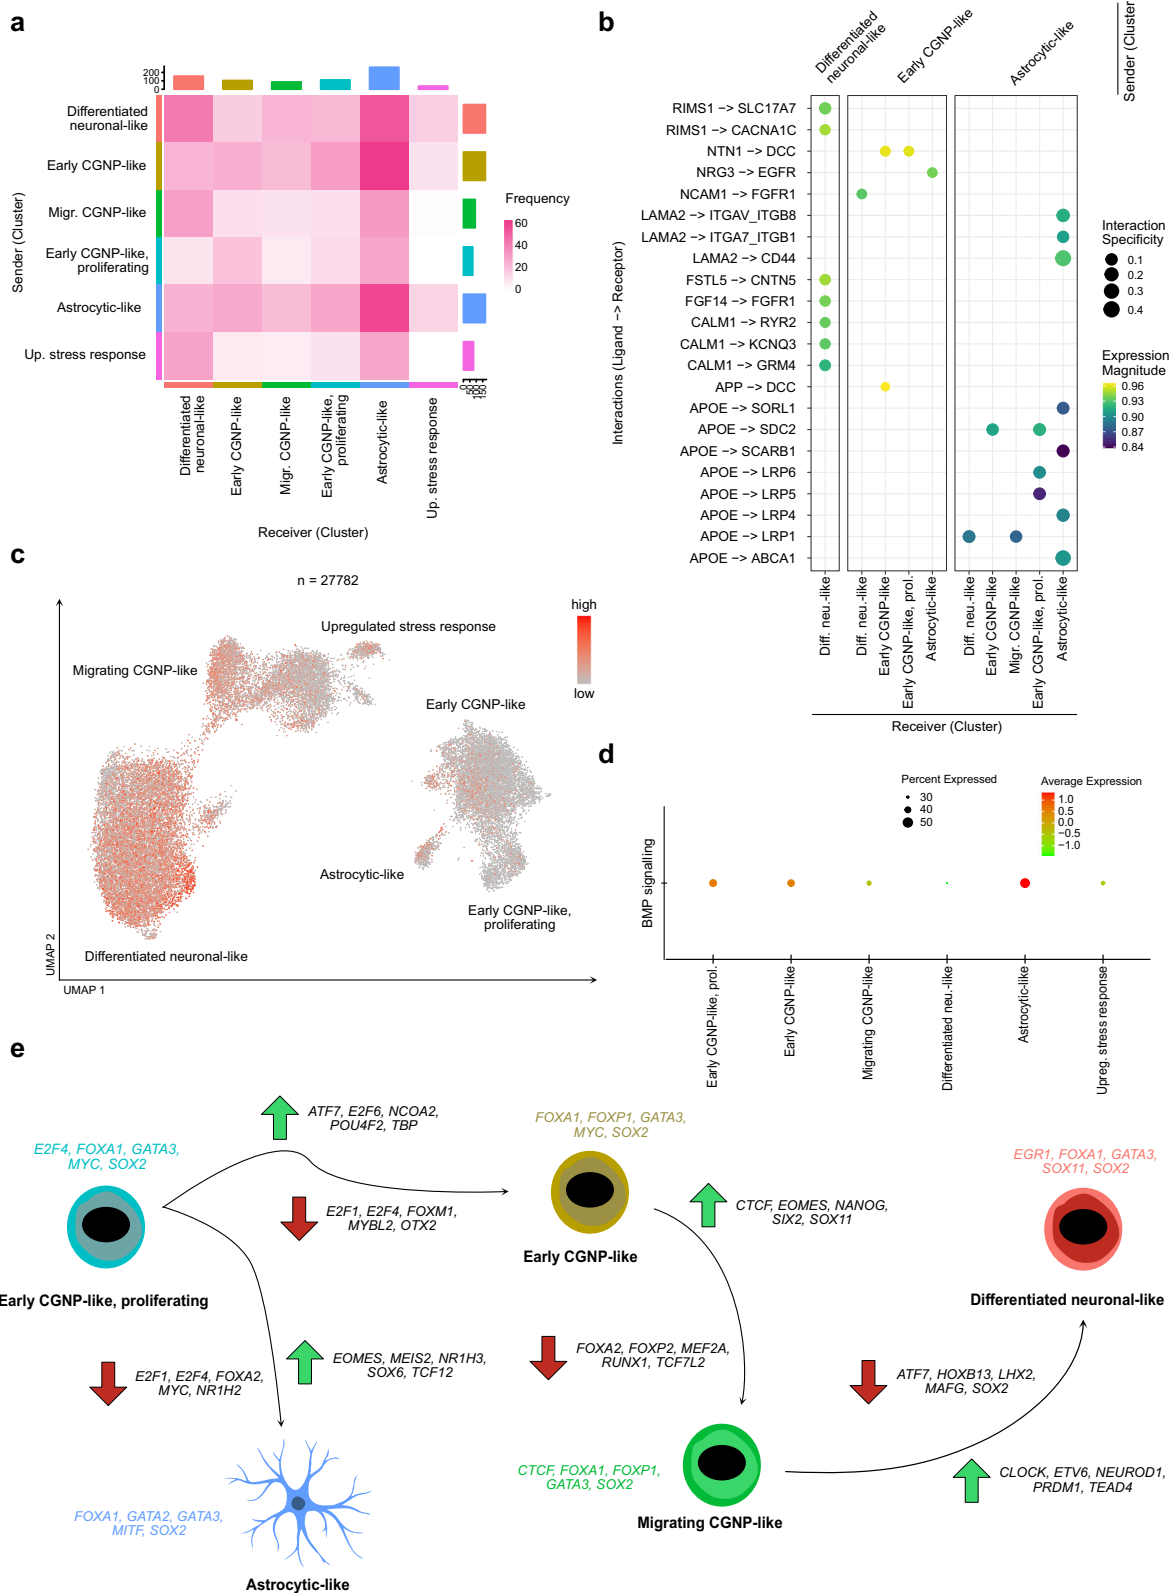 a
200
100
0
Differentiated
neuronal-like
Early CGNP-like
Migr. CGNP-like
Early CGNP-like,
proliferating
Astrocytic-like
Up. stress response
Sender (Cluster)
Frequency
60
40
20
0
0
50
100
150
Differentiated
neuronal-like
Early CGNP-like
Migr. CGNP-like
Early CGNP-like,
proliferating
Astrocytic-like
Up. stress response
Receiver (Cluster)
b
Differentiated
neuronal-like
Early CGNP-like
Astrocytic-like
Sender (Cluster
Interactions (Ligand −> Receptor)
RIMS1 −> SLC17A7
RIMS1 −> CACNA1C
NTN1 −> DCC
NRG3 −> EGFR
NCAM1 −> FGFR1
LAMA2 −> ITGAV_ITGB8
LAMA2 −> ITGA7_ITGB1
LAMA2 −> CD44
FSTL5 −> CNTN5
FGF14 −> FGFR1
CALM1 −> RYR2
CALM1 −> KCNQ3
CALM1 −> GRM4
APP −> DCC
APOE −> SORL1
APOE −> SDC2
APOE −> SCARB1
APOE −> LRP6
APOE −> LRP5
APOE −> LRP4
APOE −> LRP1
APOE −> ABCA1
Interaction
Specificity
0.1
0.2
0.3
0.4
Expression
Magnitude
0.96
0.93
0.90
0.87
0.84
Diff. neu.-like
Diff. neu.-like
Early CGNP-like
Early CGNP-like, prol.
Astrocytic-like
Diff. neu.-like
Early CGNP-like
Migr. CGNP-like
Early CGNP-like, prol.
Astrocytic-like
Receiver (Cluster)
c
n = 27782
high
low
Upregulated stress response
Migrating CGNP-like
Early CGNP-like
Astrocytic-like
Early CGNP-like,
proliferating
Differentiated neuronal-like
UMAP 2
UMAP 1
d
Percent Expressed
30
40
50
Average Expression
1.0
0.5
0.0
−0.5
−1.0
BMP signalling
Early CGNP-like, prol.
Early CGNP-like
Migrating CGNP-like
Differentiated neu.-like
Astrocytic-like
Upreg. stress response
e
ATF7, E2F6, NCOA2,
POU4F2, TBP
E2F4, FOXA1, GATA3,
MYC, SOX2
FOXA1, FOXP1, GATA3,
MYC, SOX2
EGR1, FOXA1, GATA3,
SOX11, SOX2
E2F1, E2F4, FOXM1,
MYBL2, OTX2
CTCF, EOMES, NANOG,
SIX2, SOX11
Early CGNP-like
Early CGNP-like, proliferating
Differentiated neuronal-like
E2F1, E2F4, FOXA2,
MYC, NR1H2
EOMES, MEIS2, NR1H3,
SOX6, TCF12
FOXA2, FOXP2, MEF2A,
RUNX1, TCF7L2
ATF7, HOXB13, LHX2,
MAFG, SOX2
CTCF, FOXA1, FOXP1,
GATA3, SOX2
CLOCK, ETV6, NEUROD1,
PRDM1, TEAD4
FOXA1, GATA2, GATA3,
MITF, SOX2
Migrating CGNP-like
Astrocytic-like